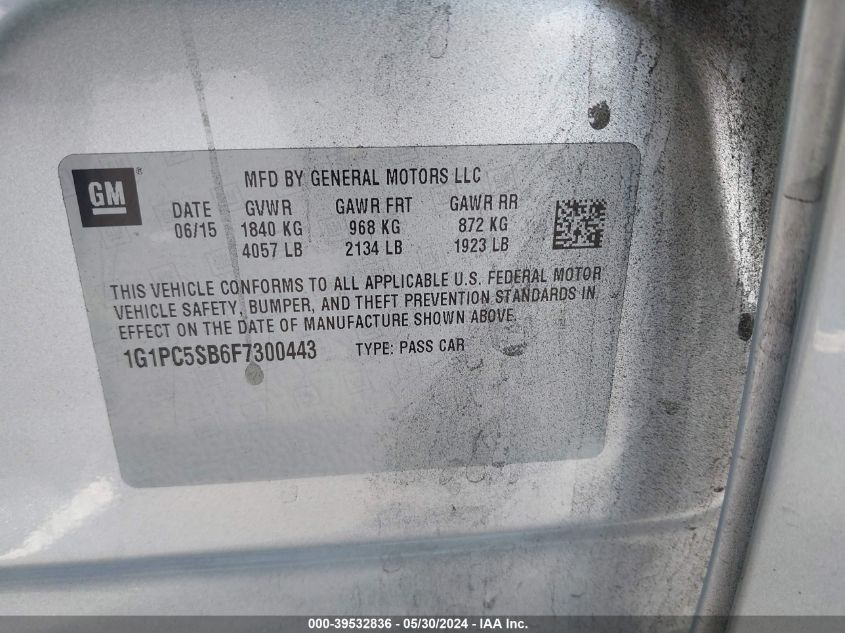 GM ® MFD BY GENERAL MOTORS LLC
DATE GVWR GAWR FRT GAWR RR
06/15 1840 KG 968 KG 872 KG
4057 LB 2134 LB 1923 LB
THIS VEHICLE CONFORMS TO ALL APPLICABLE U.S. FEDERAL MOTOR
VEHICLE SAFETY, BUMPER, AND THEFT PREVENTION STANDARDS IN
EFFECT ON THE DATE OF MANUFACTURE SHOWN ABOVE.
1G1PC5SB6F7300443 TYPE: PASS CAR
000-39532836 - 05/30/2024 - IAA Inc.